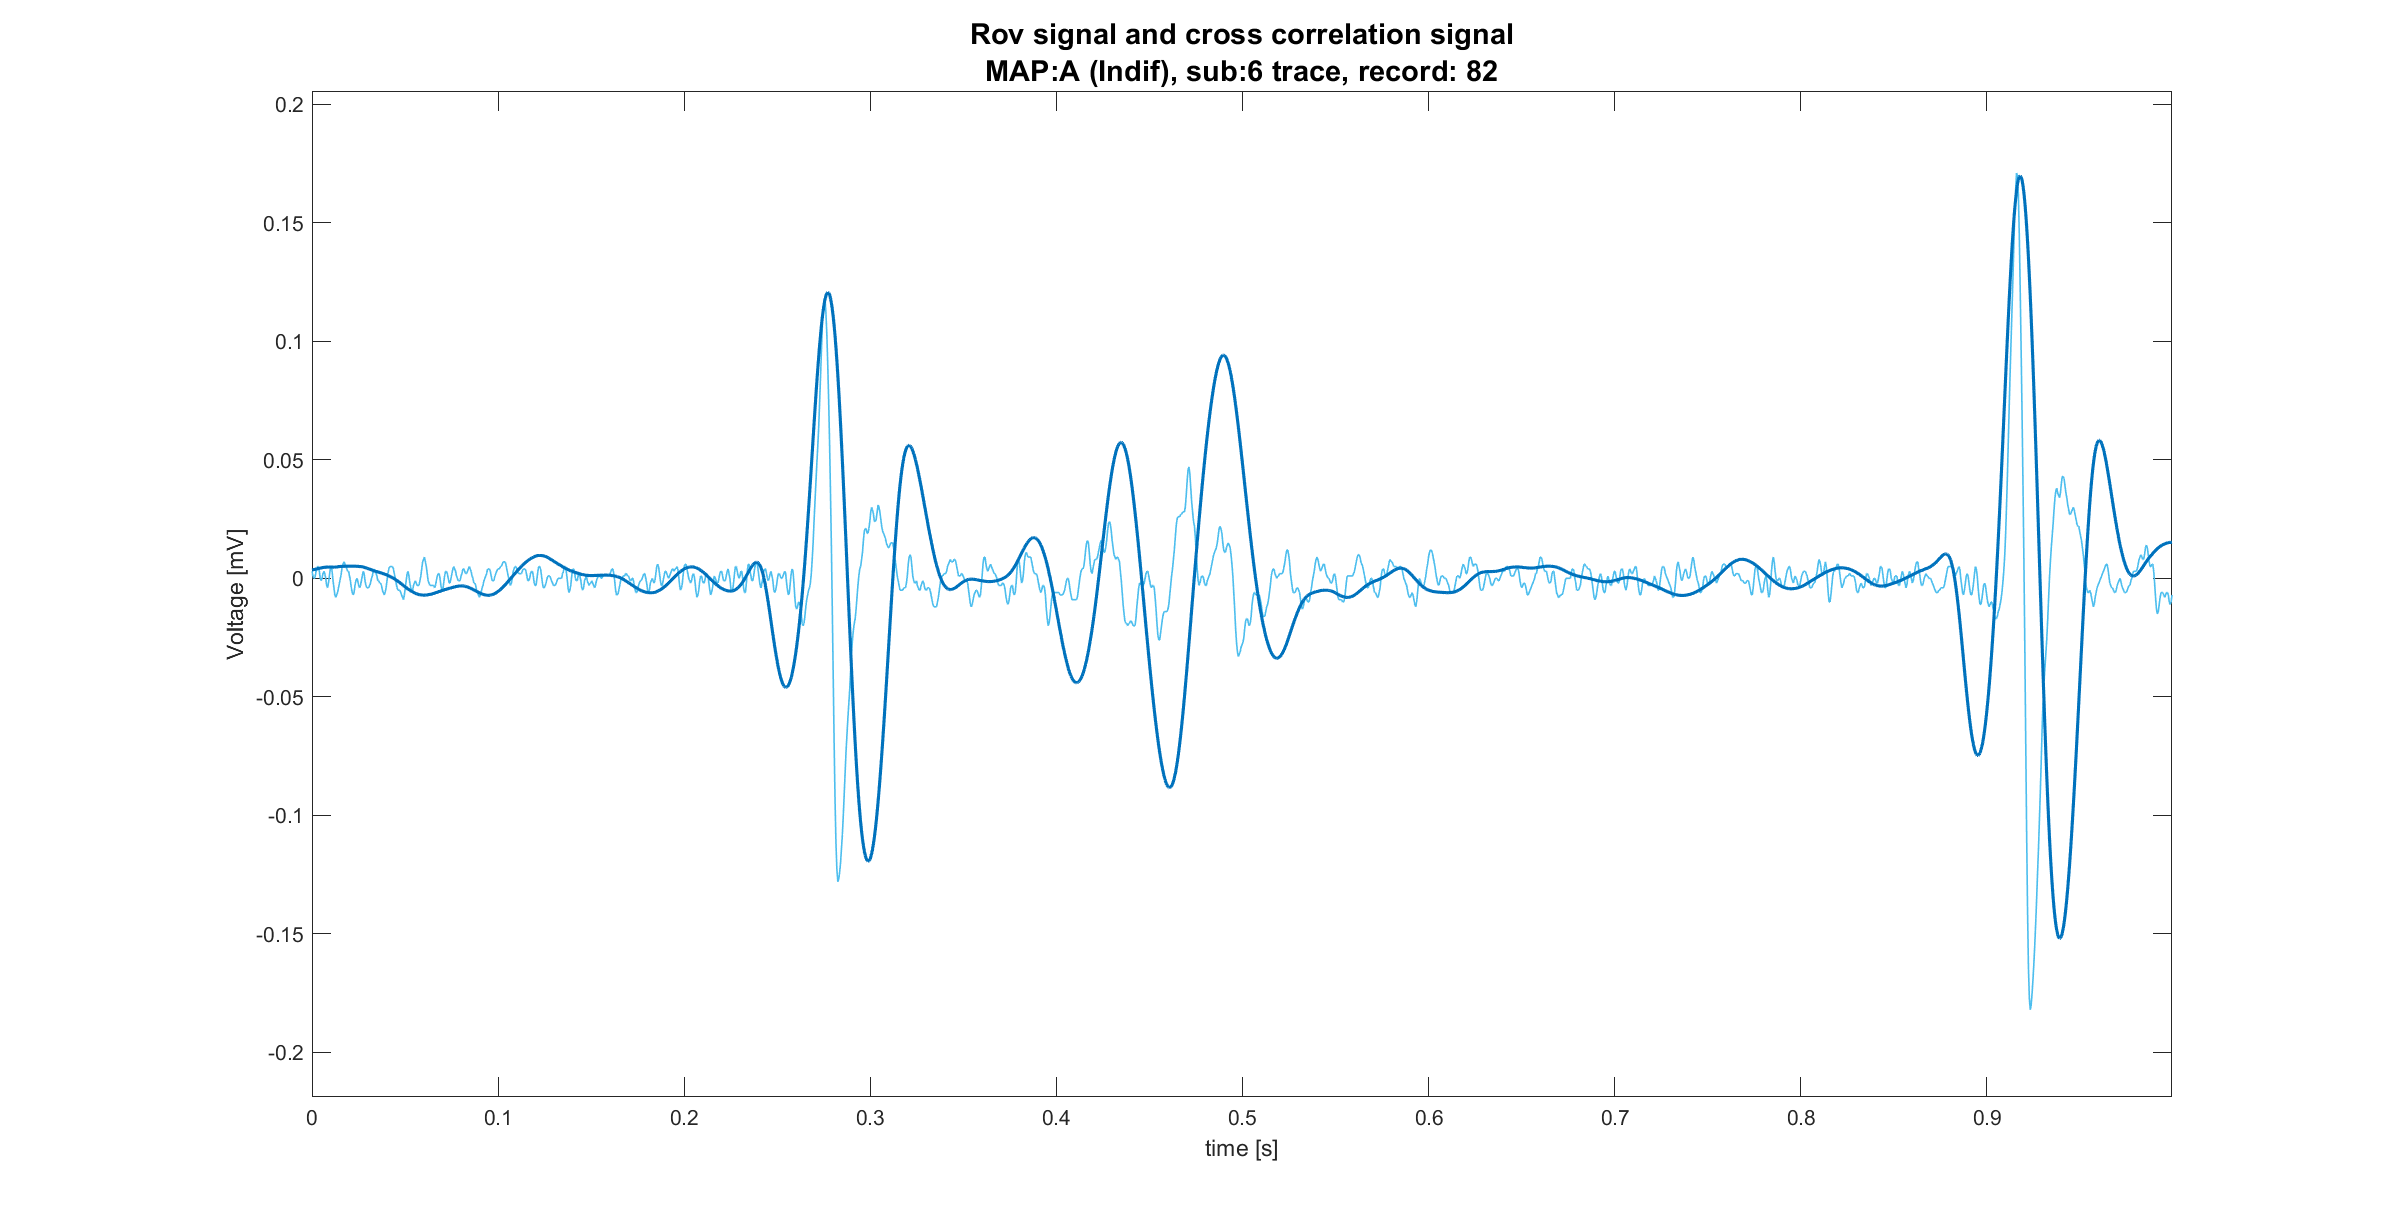 Rov signal and cross correlation signal
MAP:A (Indif), sub:6 trace, record: 82
Voltage [mV]
0.2
0.15
0.1
0.05
0
-0.05
-0.1
-0.15
-0.2
0 0.1 0.2 0.3 0.4 0.5 0.6 0.7 0.8 0.9
time [s]